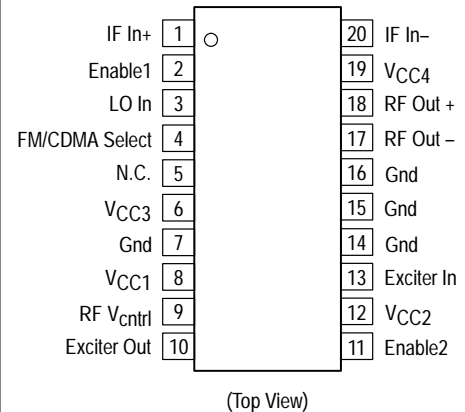 IF In+ 1 20 IF In–
Enable1 2 19 VCC4
LO In 3 18 RF Out +
FM/CDMA Select 4 17 RF Out –
N.C. 5 16 Gnd
VCC3 6 15 Gnd
Gnd 7 14 Gnd
VCC1 8 13 Exciter In
RF Vcntrl 9 12 VCC2
Exciter Out 10 11 Enable2
(Top View)